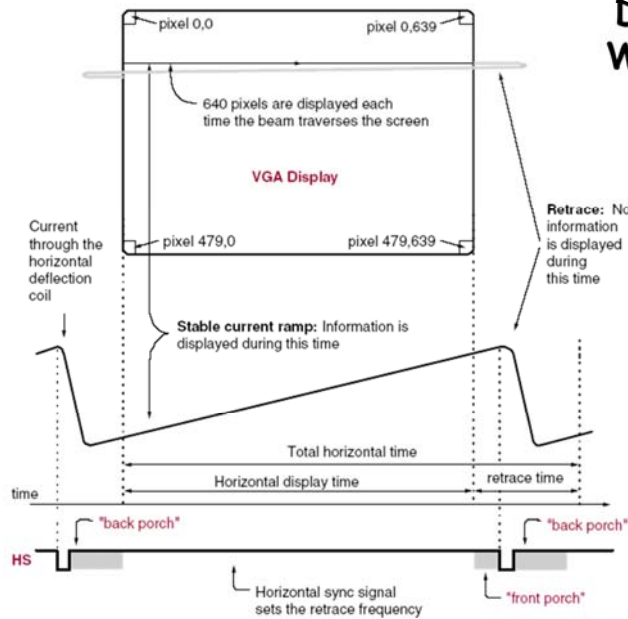 D
W
pixel 0,0
pixel 0,639
640 pixels are displayed each
time the beam traverses the screen
VGA Display
pixel 479,0
pixel 479,639
Retrace: No
information
is displayed
during
this time
Current
through the
horizontal
deflection
coil
Stable current ramp: Information is
displayed during this time
Total horizontal time
Horizontal display time
retrace time
time
"back porch"
"back porch"
HS
Horizontal sync signal
sets the retrace frequency
"front porch"